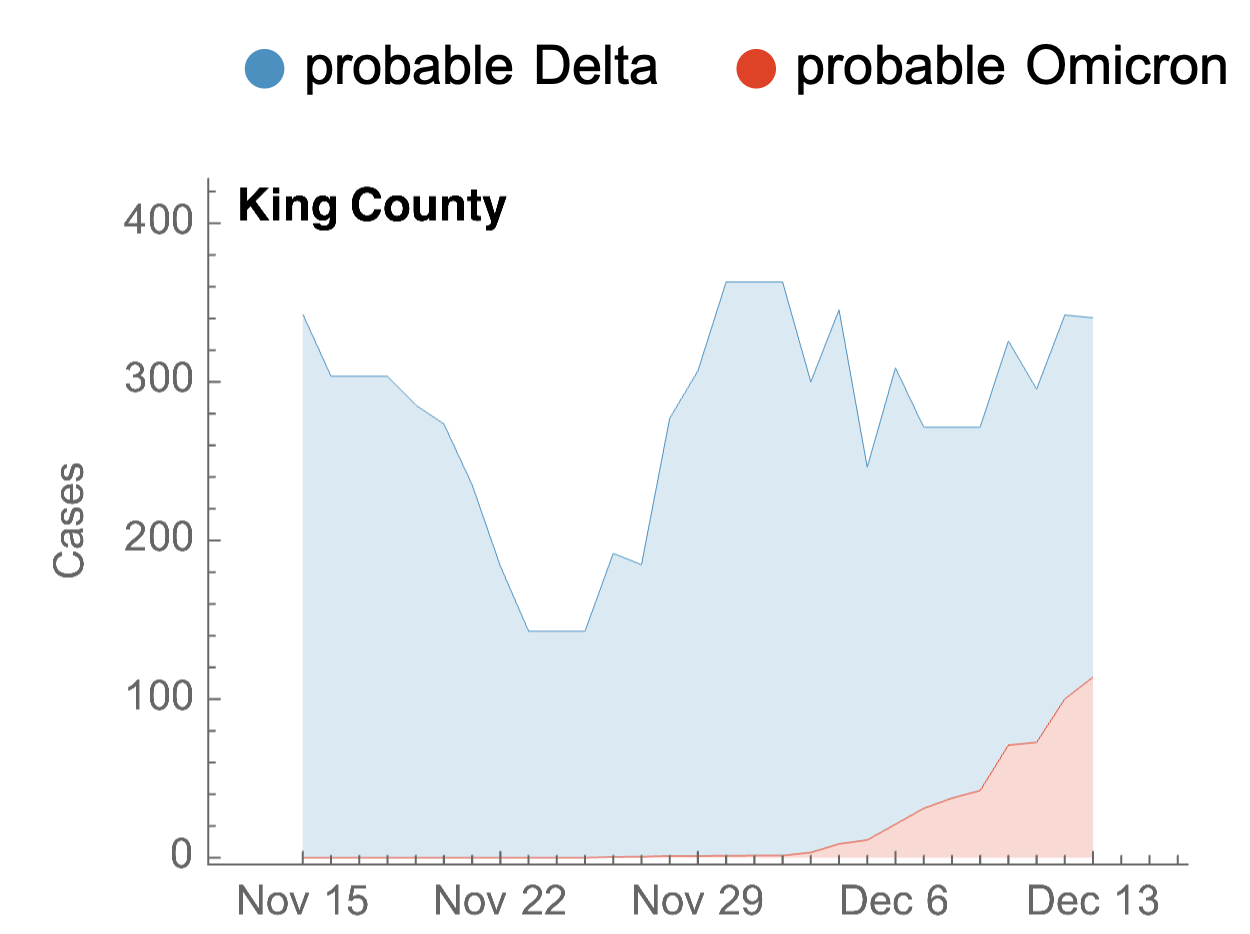 probable Delta probable Omicron
King County
400
300
200
100
0
Cases
Nov 15 Nov 22 Nov 29 Dec 6 Dec 13